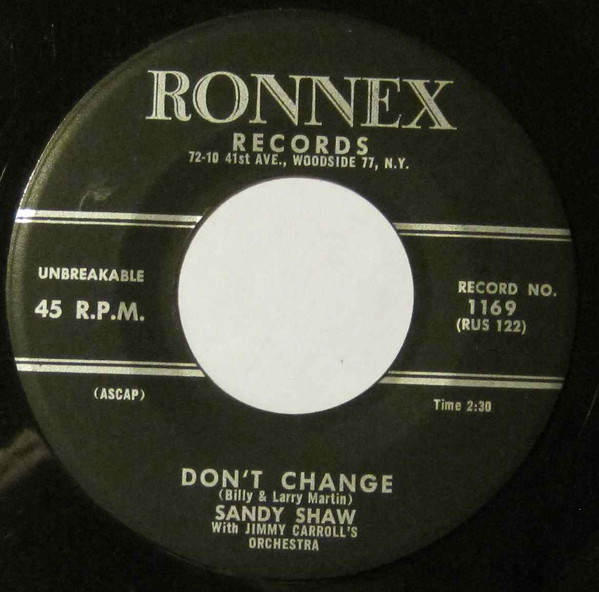 RONNEX
RECORDS
72-10 41st AVE., WOODSIDE 77, N.Y.
UNBREAKABLE
45 R.P.M.
RECORD NO.
1169
(RUS 122)
(ASCAP)
Time 2:30
DON'T CHANGE
(Billy & Larry Martin)
SANDY SHAW
With JIMMY CARROLL'S
ORCHESTRA